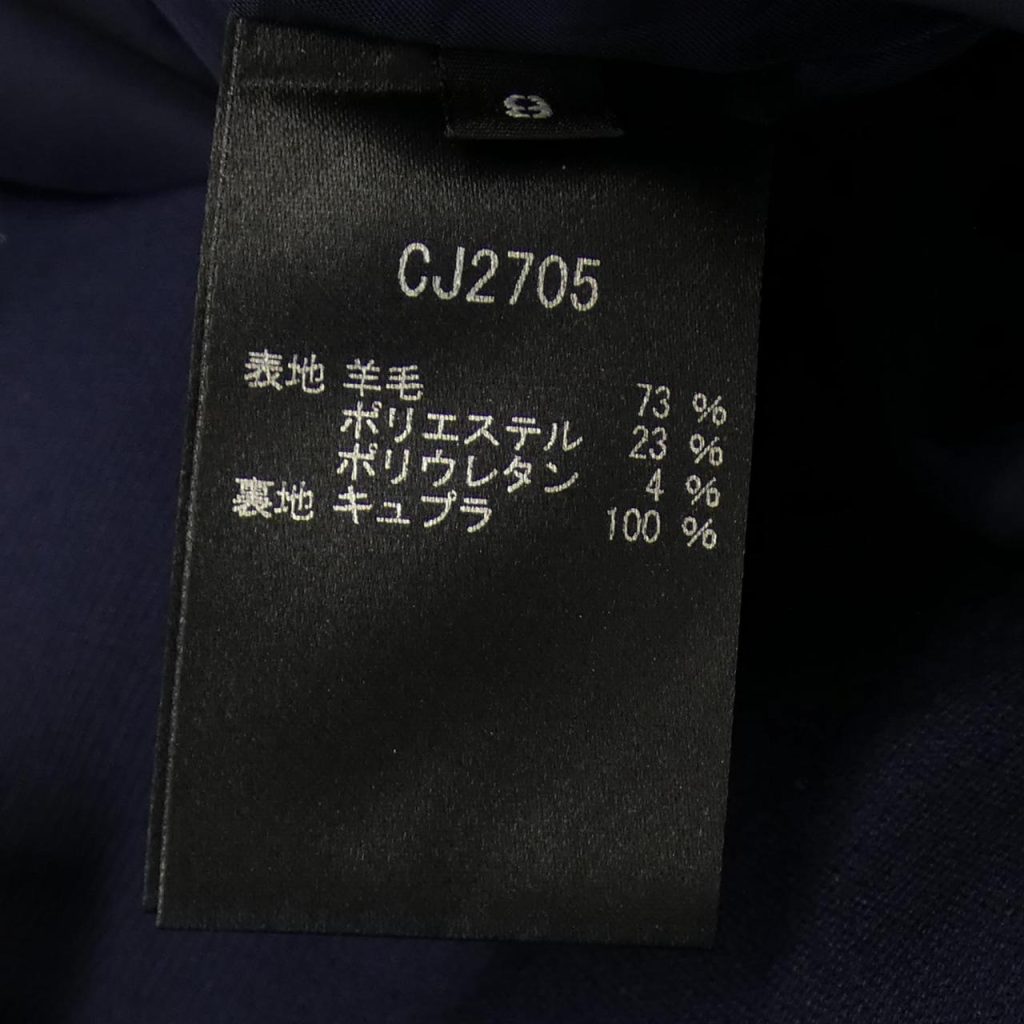 9
CJ2705
表地 羊毛 73 %
ポリエステル 23 %
ポリウレタン 4 %
裏地 キュプラ 100 %